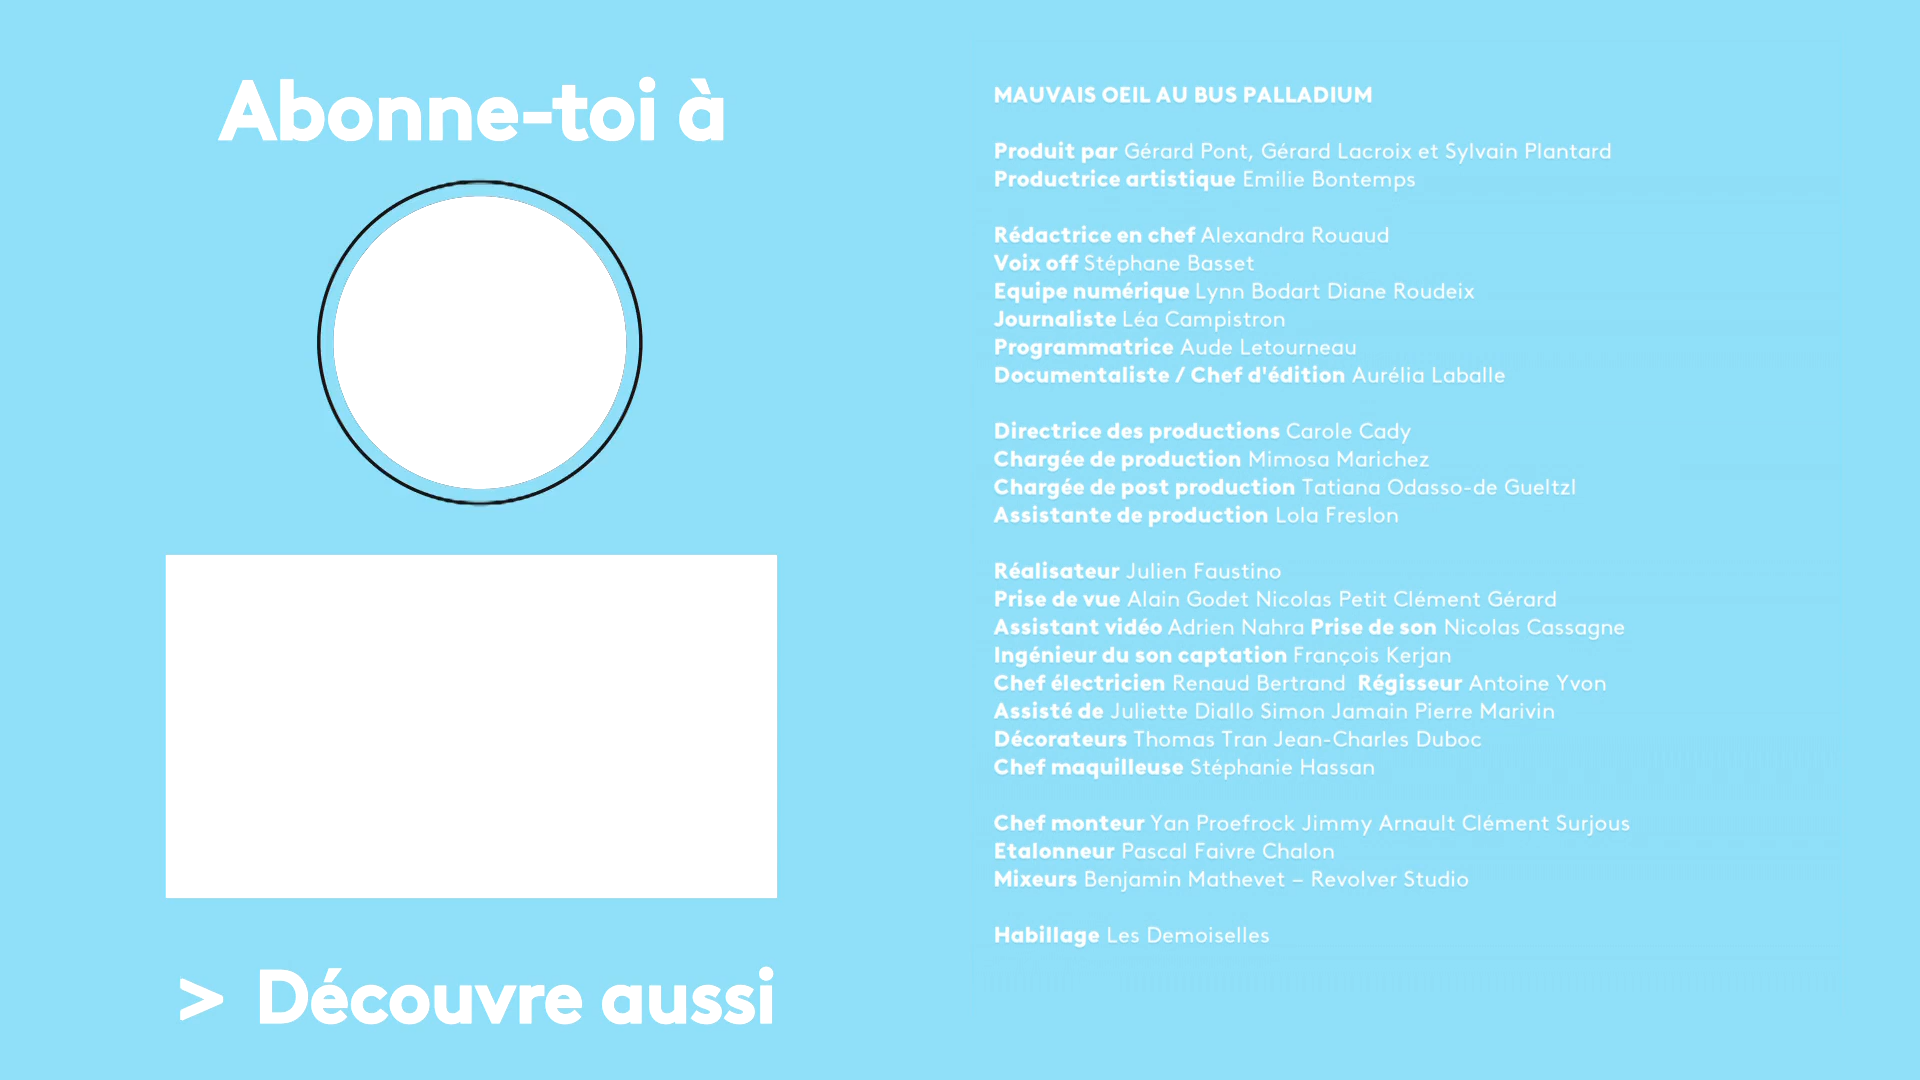 Abonne-toi à
> Découvre aussi
MAUVAIS OEIL AU BUS PALLADIUM
Produit par Gérard Pont, Gérard Lacroix et Sylvain Plantard
Productrice artistique Emilie Bontemps
Rédactrice en chef Alexandra Rouaud
Voix off Stéphane Basset
Equipe numérique Lynn Bodart Diane Roudeix
Journaliste Léa Campistron
Programmatrice Aude Letourneau
Documentaliste / Chef d'édition Aurélia Laballe
Directrice des productions Carole Cady
Chargée de production Mimosa Marichez
Chargée de post production Tatiana Odasso-de Gueltzl
Assistante de production Lola Freslon
Réalisateur Julien Faustino
Prise de vue Alain Godet Nicolas Petit Clément Gérard
Assistant vidéo Adrien Nahra Prise de son Nicolas Cassagne
Ingénieur du son captation François Kerjan
Chef électricien Renaud Bertrand Régisseur Antoine Yvon
Assisté de Juliette Diallo Simon Jamain Pierre Marivin
Décorateurs Thomas Tran Jean-Charles Duboc
Chef maquilleuse Stéphanie Hassan
Chef monteur Yan Proefrock Jimmy Arnault Clément Surjous
Etalonneur Pascal Faivre Chalon
Mixeurs Benjamin Mathevet – Revolver Studio
Habillage Les Demoiselles